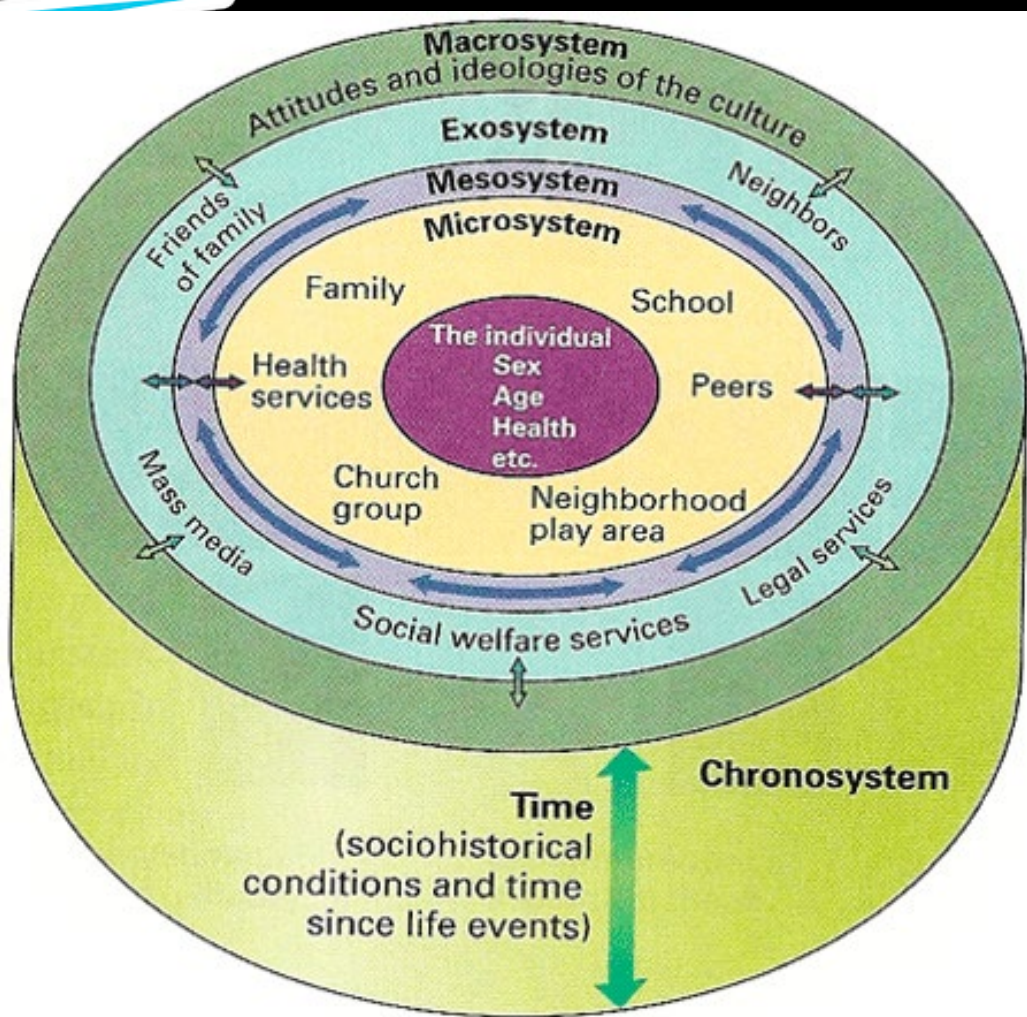 Macrosystem
Attitudes and ideologies of the culture
Exosystem
Mesosystem
Microsystem
Friends
of family
Neighbors
Family
School
The individual
Sex
Age
Health
etc.
Health
services
Peers
Church
group
Neighborhood
play area
Mass media
Legal services
Social welfare services
Chronosystem
Time
(sociohistorical
conditions and time
since life events)